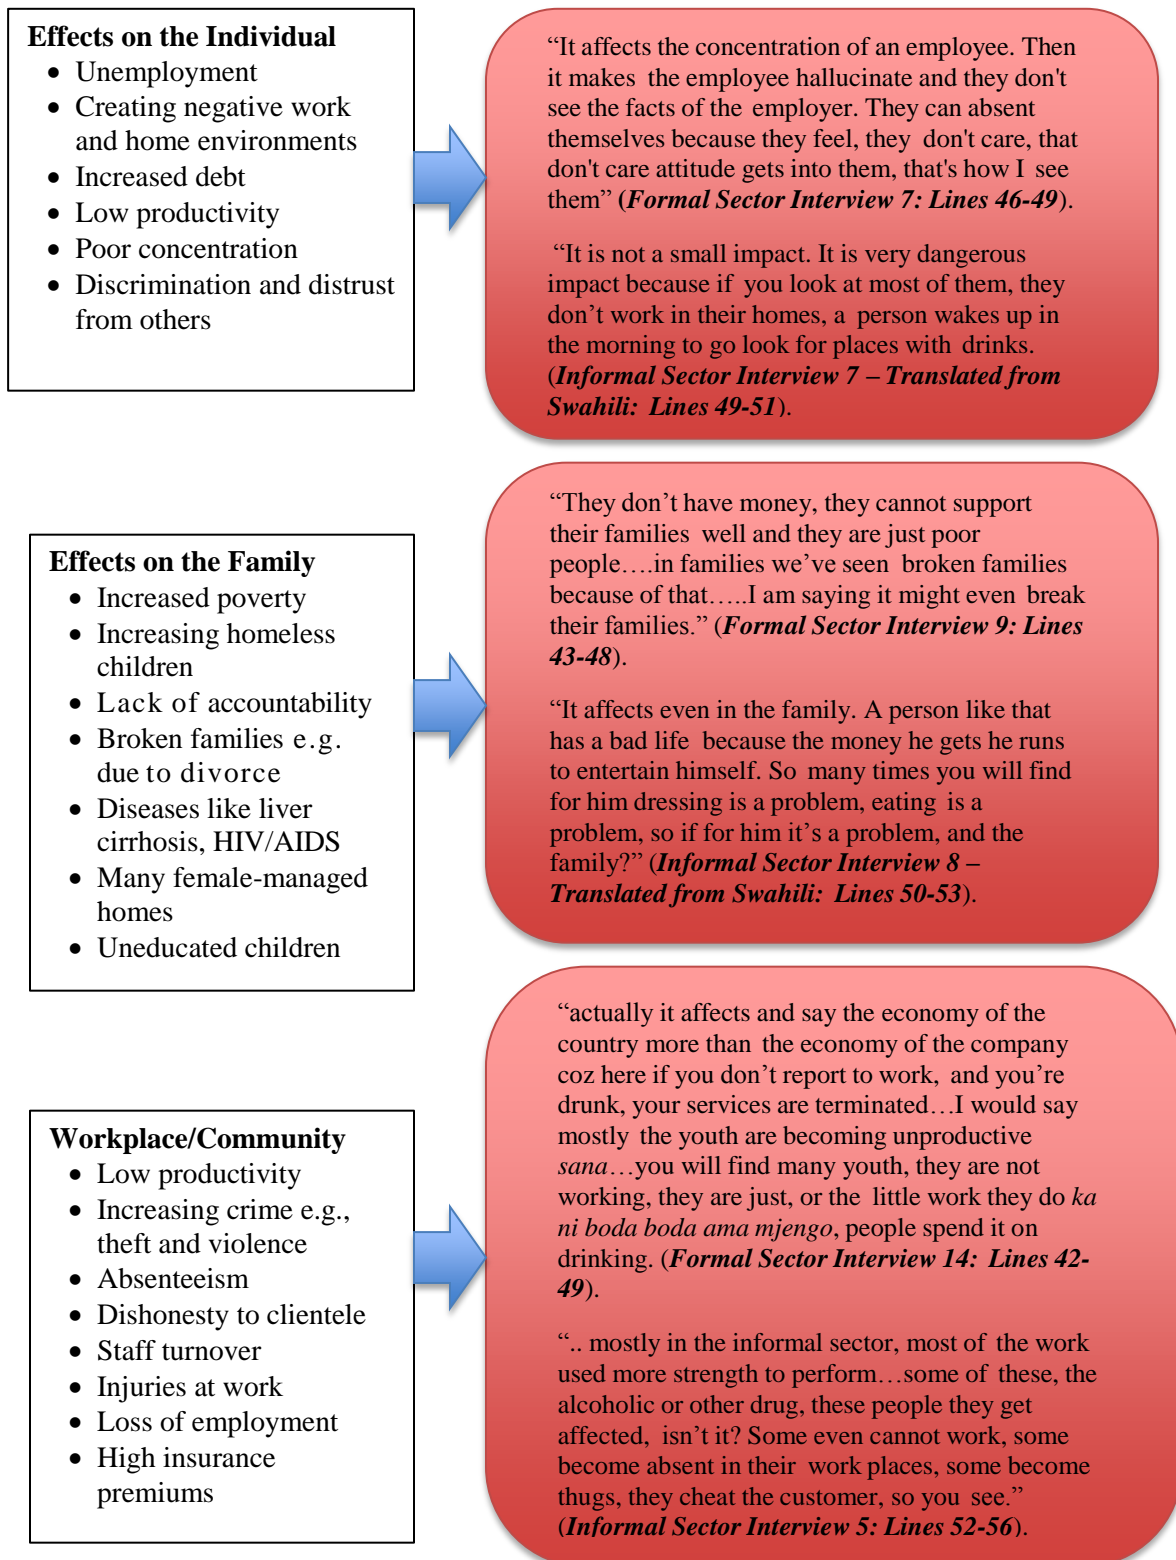 Effects on the Individual
• Unemployment
• Creating negative work
and home environments
• Increased debt
• Low productivity
• Poor concentration
• Discrimination and distrust
from others
“It affects the concentration of an employee. Then
it makes the employee hallucinate and they don't
see the facts of the employer. They can absent
themselves because they feel, they don't care, that
don't care attitude gets into them, that's how I see
them” (Formal Sector Interview 7: Lines 46-49).
“It is not a small impact. It is very dangerous
impact because if you look at most of them, they
don’t work in their homes, a person wakes up in
the morning to go look for places with drinks.
(Informal Sector Interview 7 – Translated from
Swahili: Lines 49-51).
Effects on the Family
• Increased poverty
• Increasing homeless
children
• Lack of accountability
• Broken families e.g.
due to divorce
• Diseases like liver
cirrhosis, HIV/AIDS
• Many female-managed
homes
• Uneducated children
“They don’t have money, they cannot support
their families well and they are just poor
people….in families we’ve seen broken families
because of that…..I am saying it might even break
their families.” (Formal Sector Interview 9: Lines
43-48).
“It affects even in the family. A person like that
has a bad life because the money he gets he runs
to entertain himself. So many times you will find
for him dressing is a problem, eating is a
problem, so if for him it’s a problem, and the
family?” (Informal Sector Interview 8 –
Translated from Swahili: Lines 50-53).
Workplace/Community
• Low productivity
• Increasing crime e.g.,
theft and violence
• Absenteeism
• Dishonesty to clientele
• Staff turnover
• Injuries at work
• Loss of employment
• High insurance
premiums
“actually it affects and say the economy of the
country more than the economy of the company
coz here if you don’t report to work, and you’re
drunk, your services are terminated…I would say
mostly the youth are becoming unproductive
sana…you will find many youth, they are not
working, they are just, or the little work they do ka
ni boda boda ama mjengo, people spend it on
drinking. (Formal Sector Interview 14: Lines 42-
49).
“.. mostly in the informal sector, most of the work
used more strength to perform…some of these, the
alcoholic or other drug, these people they get
affected, isn’t it? Some even cannot work, some
become absent in their work places, some become
thugs, they cheat the customer, so you see.”
(Informal Sector Interview 5: Lines 52-56).